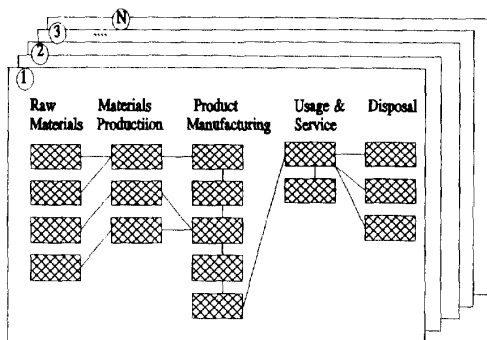 N
3 ....
2
1
Raw Materials Product Usage & Disposal
Materials Productiion Manufacturing Service